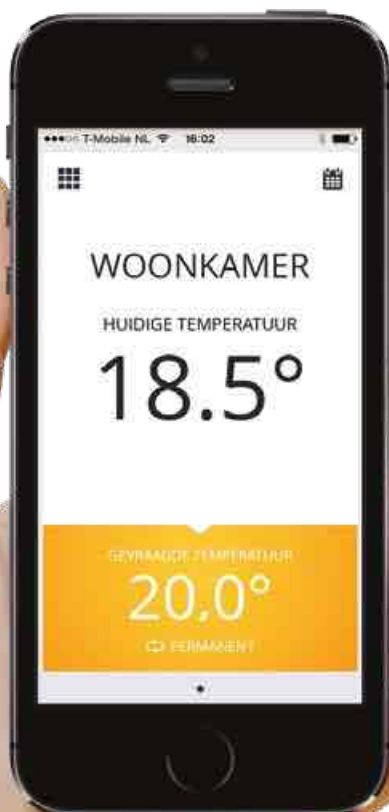 T-Mobile NL 16:02
WOONKAMER
HUIDIGE TEMPERATUUR
18.5°
GEVRAAGDE TEMPERATUUR
20.0°
PERMANENT